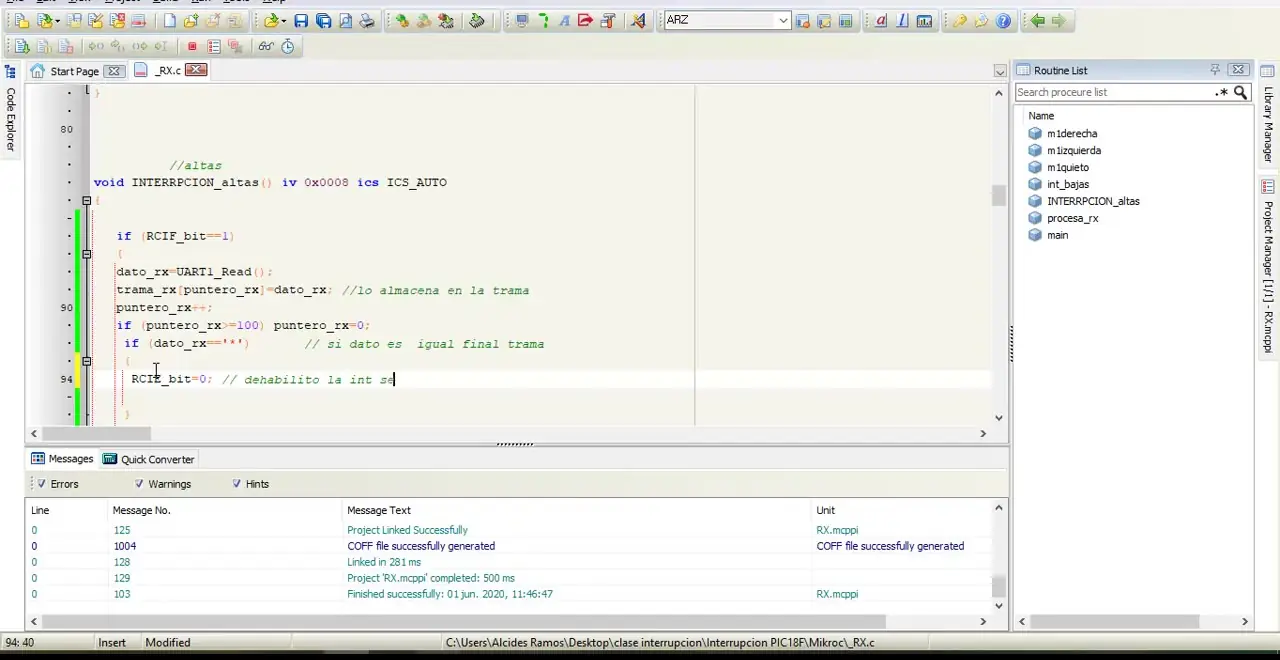 ARZ
Start Page
_RX.c
Code Explorer
}
80
//altas
void INTERRPCION_altas() iv 0x0008 ics ICS_AUTO
{
if (RCIF_bit==1)
{
dato_rx=UART1_Read();
trama_rx[puntero_rx]=dato_rx; //lo almacena en la trama
90
puntero_rx++;
if (puntero_rx>=100) puntero_rx=0;
if (dato_rx=='*') // si dato es igual final trama
{
94
RCIE_bit=0; // dehabilito la int se
}
Routine List
Search proceure list
Name
m1derecha
m1izquierda
m1quieto
int_bajas
INTERRPCION_altas
procesa_rx
main
Library Manager
Project Manager [1/1] - RX.mcppi
Messages
Quick Converter
Errors
Warnings
Hints
Line Message No. Message Text Unit
0 125 Project Linked Successfully RX.mcppi
0 1004 COFF file successfully generated COFF file successfully generated
0 128 Linked in 281 ms
0 129 Project 'RX.mcppi' completed: 500 ms
0 103 Finished successfully: 01 jun. 2020, 11:46:47 RX.mcppi
94: 40 Insert Modified C:\Users\Alcides Ramos\Desktop\clase interrupcion\Interrupcion PIC18F\Mikroc\_RX.c